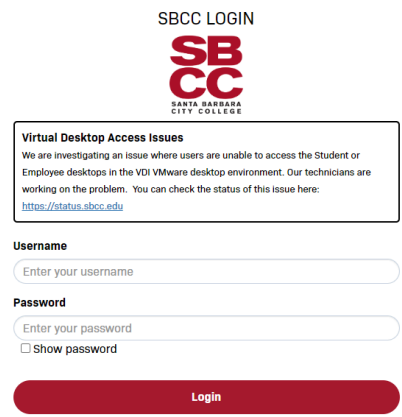 SBCC LOGIN
SB
CC
SANTA BARBARA
CITY COLLEGE
Virtual Desktop Access Issues
We are investigating an issue where users are unable to access the Student or
Employee desktops in the VDI VMware desktop environment. Our technicians are
working on the problem. You can check the status of this issue here:
https://status.sbcc.edu
Username
Enter your username
Password
Enter your password
Show password
Login